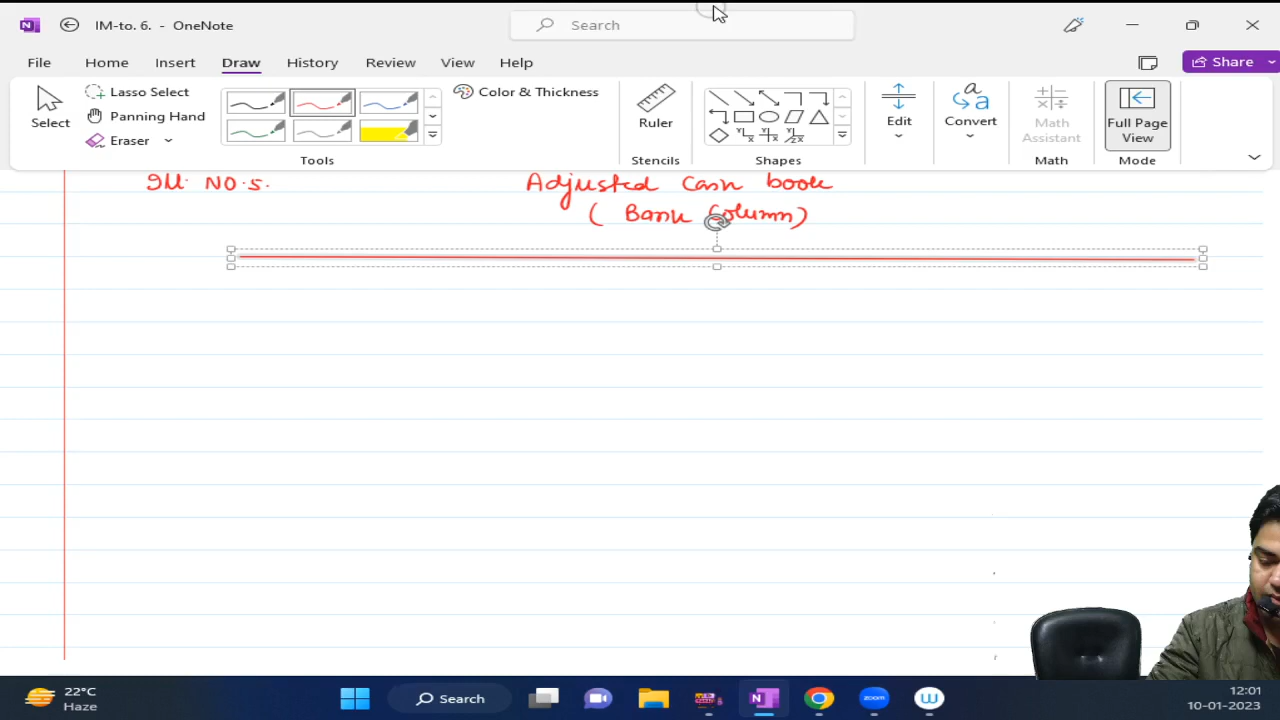 IM-to. 6. - OneNote
Search
File Home Insert Draw History Review View Help
Share
Select
Lasso Select
Panning Hand
Eraser
Tools
Color & Thickness
Ruler
Stencils
Shapes
Edit
Convert
Math Assistant
Math
Full Page View
Mode
Ill. NO.5. Adjusted Cash book
( Bank Column)
22°C
Haze
Search
zoom
12:01
10-01-2023